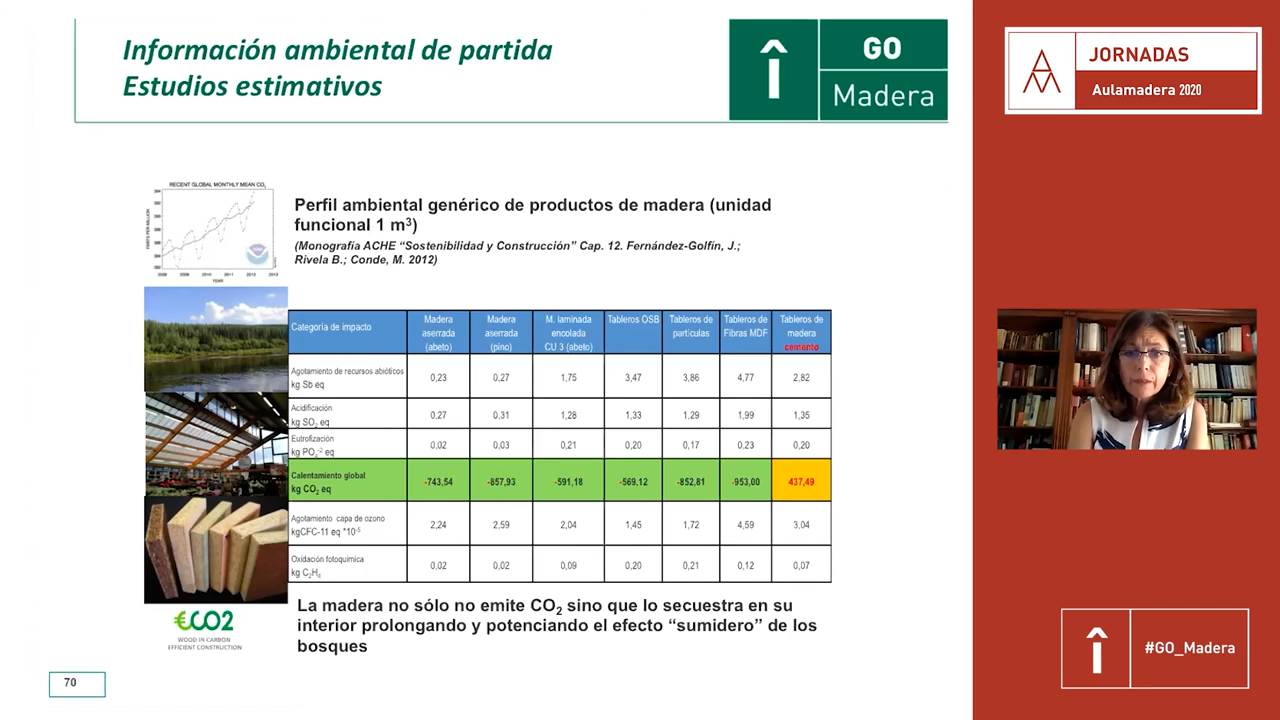 Información ambiental de partida
Estudios estimativos
GO
Madera
JORNADAS
Aulamadera 2020
RECENT GLOBAL MONTHLY MEAN CO2
PARTS PER MILLION
2008 2009 2010 2011 2012 2013
YEAR
Perfil ambiental genérico de productos de madera (unidad
funcional 1 m³)
(Monografía ACHE “Sostenibilidad y Construcción” Cap. 12. Fernández-Golfín, J.;
Rivela B.; Conde, M. 2012)
Categoría de impacto
Madera aserrada (abeto)
Madera aserrada (pino)
M. laminada encolada CU 3 (abeto)
Tableros OSB
Tableros de partículas
Tableros de Fibras MDF
Tableros de madera cemento
Agotamiento de recursos abióticos
kg Sb eq
0,23 0,27 1,75 3,47 3,86 4,77 2,82
Acidificación
kg SO2 eq
0,27 0,31 1,28 1,33 1,29 1,99 1,35
Eutrofización
kg PO4-2 eq
0,02 0,03 0,21 0,20 0,17 0,23 0,20
Calentamiento global
kg CO2 eq
-743,54 -857,93 -591,18 -569,12 -852,81 -953,00 437,49
Agotamiento capa de ozono
kgCFC-11 eq *10-5
2,24 2,59 2,04 1,45 1,72 4,59 3,04
Oxidación fotoquímica
kg C2H4
0,02 0,02 0,09 0,20 0,21 0,12 0,07
La madera no sólo no emite CO2 sino que lo secuestra en su
interior prolongando y potenciando el efecto “sumidero” de los
bosques
€CO2
WOOD IN CARBON
EFFICIENT CONSTRUCTION
#GO_Madera
70